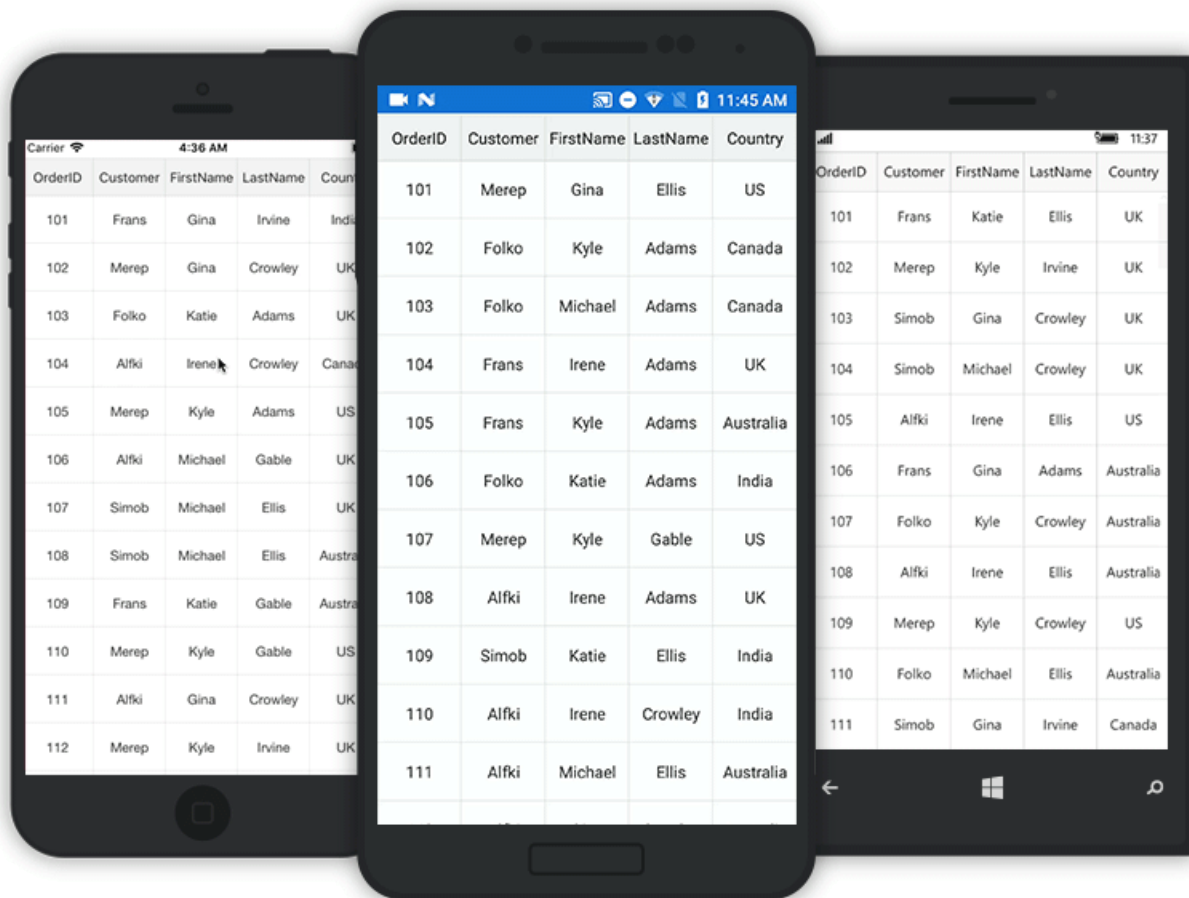 Carrier 4:36 AM
OrderID Customer FirstName LastName Coun
101 Frans Gina Irvine Indi
102 Merep Gina Crowley UK
103 Folko Katie Adams UK
104 Alfki Irene Crowley Cana
105 Merep Kyle Adams US
106 Alfki Michael Gable UK
107 Simob Michael Ellis UK
108 Simob Michael Ellis Austra
109 Frans Katie Gable Austra
110 Merep Kyle Gable US
111 Alfki Gina Crowley UK
112 Merep Kyle Irvine UK
11:45 AM
OrderID Customer FirstName LastName Country
101 Merep Gina Ellis US
102 Folko Kyle Adams Canada
103 Folko Michael Adams Canada
104 Frans Irene Adams UK
105 Frans Kyle Adams Australia
106 Folko Katie Adams India
107 Merep Kyle Gable US
108 Alfki Irene Adams UK
109 Simob Katie Ellis India
110 Alfki Irene Crowley India
111 Alfki Michael Ellis Australia
11:37
OrderID Customer FirstName LastName Country
101 Frans Katie Ellis UK
102 Merep Kyle Irvine UK
103 Simob Gina Crowley UK
104 Simob Michael Crowley UK
105 Alfki Irene Ellis US
106 Frans Gina Adams Australia
107 Folko Kyle Crowley Australia
108 Alfki Irene Ellis Australia
109 Merep Kyle Crowley US
110 Folko Michael Ellis Australia
111 Simob Gina Irvine Canada